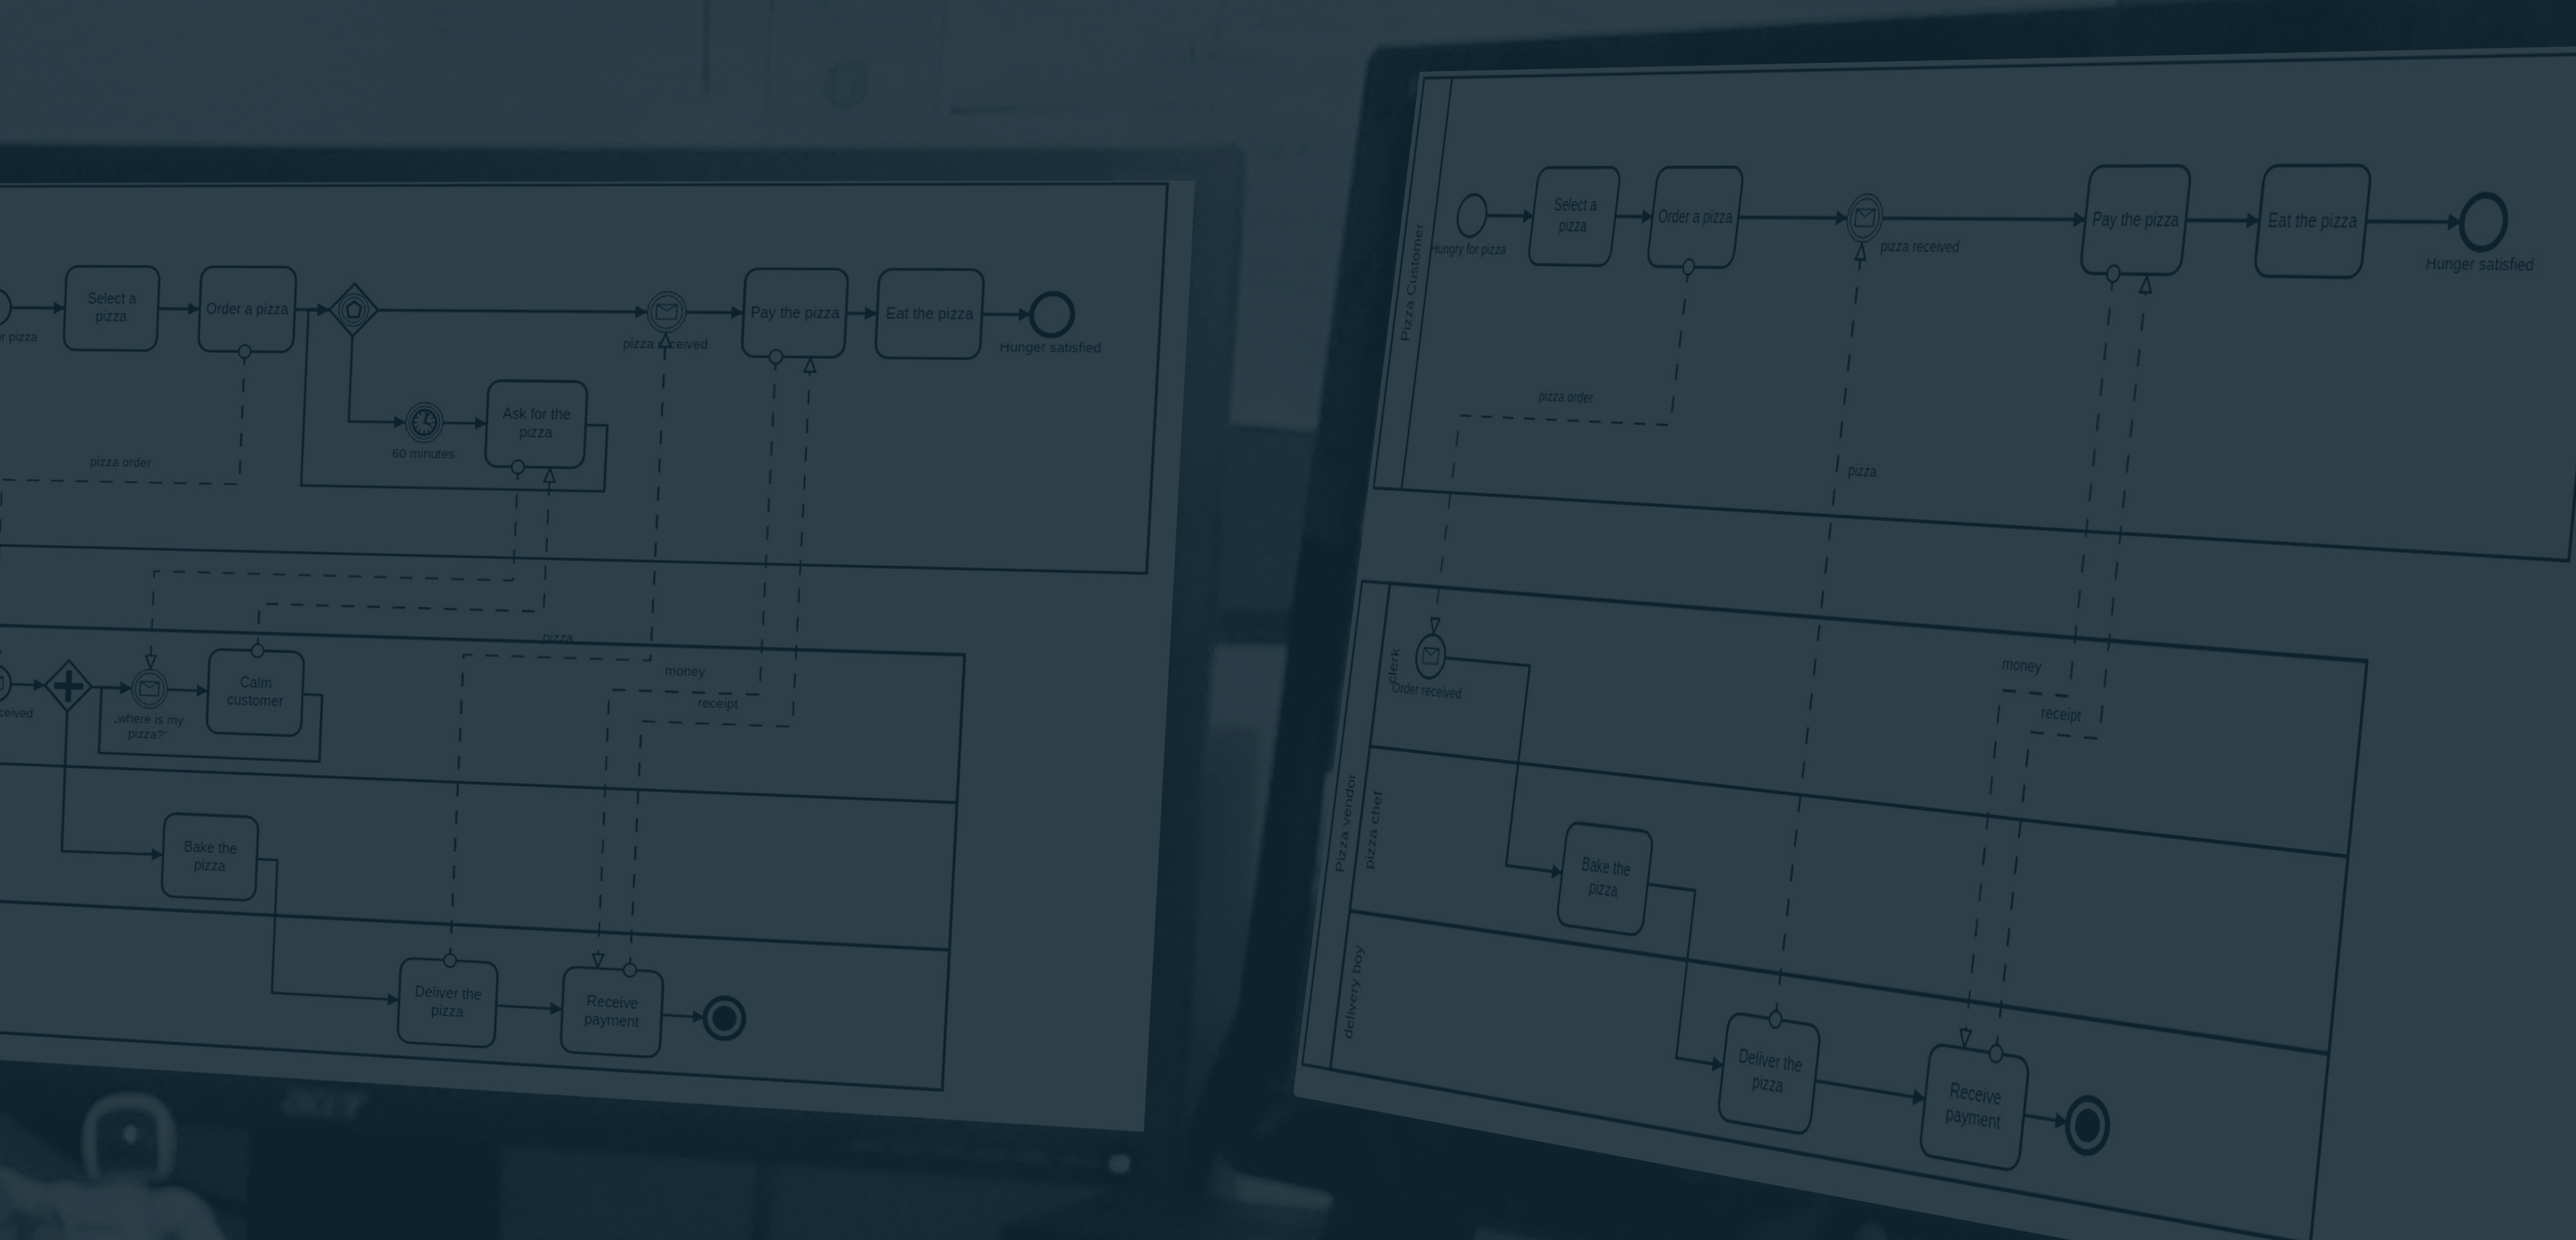 Select a
pizza
Order a pizza
r pizza
pizza received
Pay the pizza
Eat the pizza
Hunger satisfied
60 minutes
Ask for the
pizza
pizza order
pizza
money
receipt
ceived
„where is my
pizza?“
Calm
customer
Bake the
pizza
Deliver the
pizza
Receive
payment
acer
Pizza Customer
Hungry for pizza
Select a
pizza
Order a pizza
pizza received
Pay the pizza
Eat the pizza
Hunger satisfied
pizza order
pizza
Pizza vendor
clerk
Order received
money
receipt
pizza chef
Bake the
pizza
delivery boy
Deliver the
pizza
Receive
payment